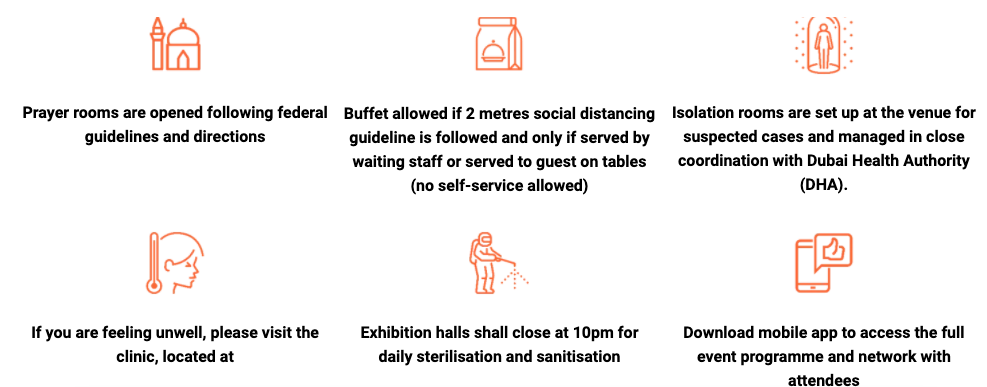 Prayer rooms are opened following federal
guidelines and directions
Buffet allowed if 2 metres social distancing
guideline is followed and only if served by
waiting staff or served to guest on tables
(no self-service allowed)
Isolation rooms are set up at the venue for
suspected cases and managed in close
coordination with Dubai Health Authority
(DHA).
If you are feeling unwell, please visit the
clinic, located at
Exhibition halls shall close at 10pm for
daily sterilisation and sanitisation
Download mobile app to access the full
event programme and network with
attendees